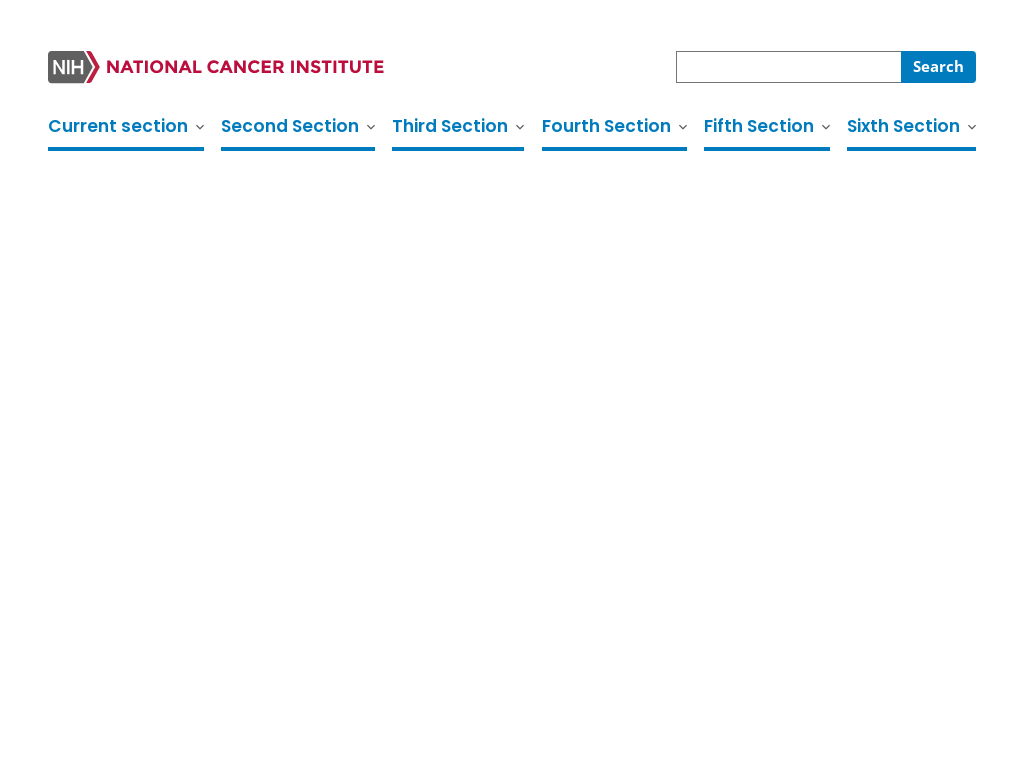 NIH NATIONAL CANCER INSTITUTE
Search
Current section Second Section Third Section Fourth Section Fifth Section Sixth Section